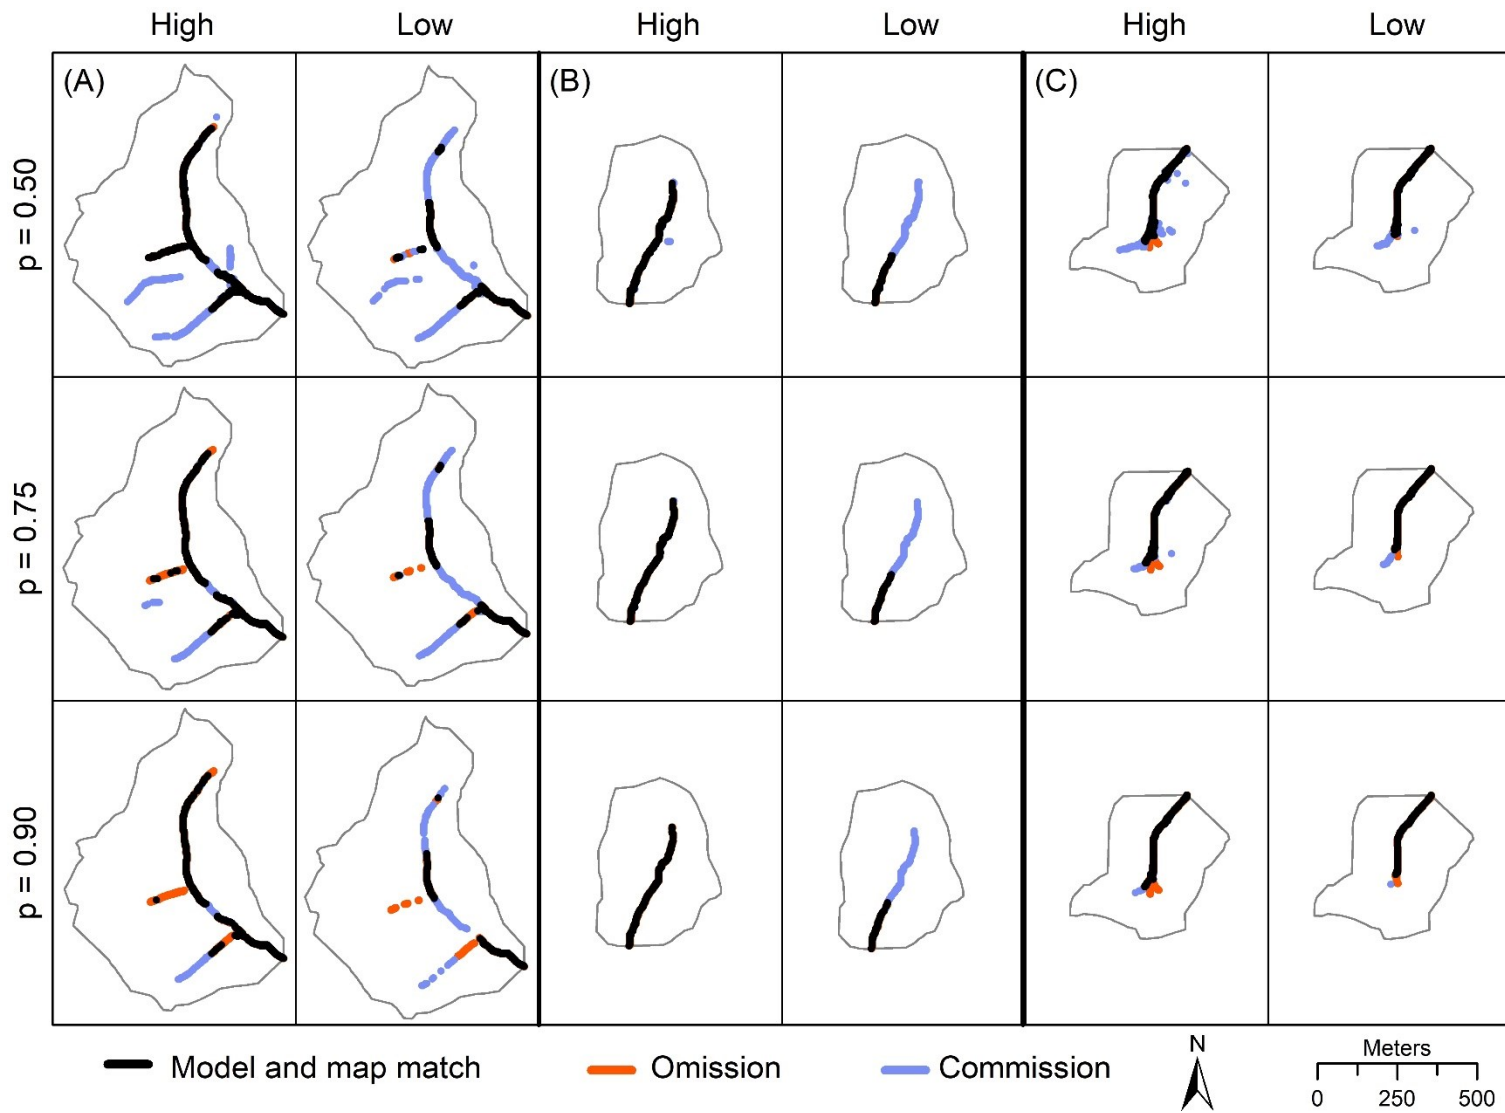 High Low High Low High Low
(A) (B) (C)
p = 0.50
p = 0.75
p = 0.90
Model and map match Omission Commission N Meters
0 250 500